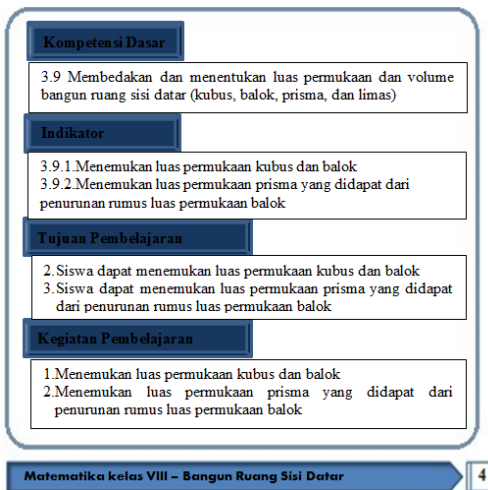 Kompetensi Dasar
3.9 Membedakan dan menentukan luas permukaan dan volume
bangun ruang sisi datar (kubus, balok, prisma, dan limas)
Indikator
3.9.1.Menemukan luas permukaan kubus dan balok
3.9.2.Menemukan luas permukaan prisma yang didapat dari
penurunan rumus luas permukaan balok
Tujuan Pembelajaran
2.Siswa dapat menemukan luas permukaan kubus dan balok
3.Siswa dapat menemukan luas permukaan prisma yang didapat
dari penurunan rumus luas permukaan balok
Kegiatan Pembelajaran
1.Menemukan luas permukaan kubus dan balok
2.Menemukan luas permukaan prisma yang didapat dari
penurunan rumus luas permukaan balok
Matematika kelas VIII – Bangun Ruang Sisi Datar
4